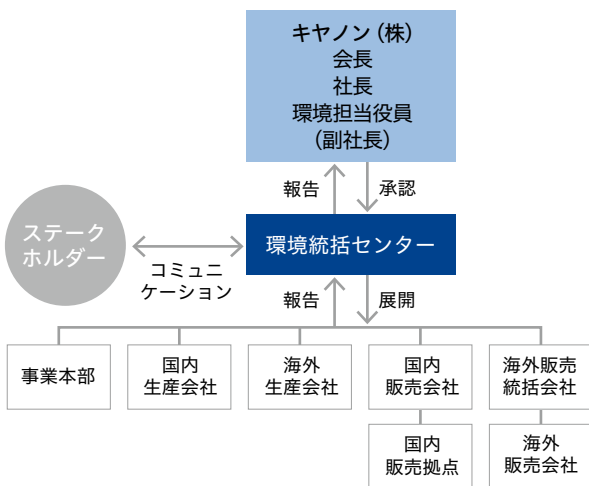 キヤノン（株）
会長
社長
環境担当役員
（副社長）
報告
承認
ステーク
ホルダー
環境統括センター
コミュニ
ケーション
報告
展開
事業本部
国内
生産会社
海外
生産会社
国内
販売会社
海外販売
統括会社
国内
販売拠点
海外
販売会社